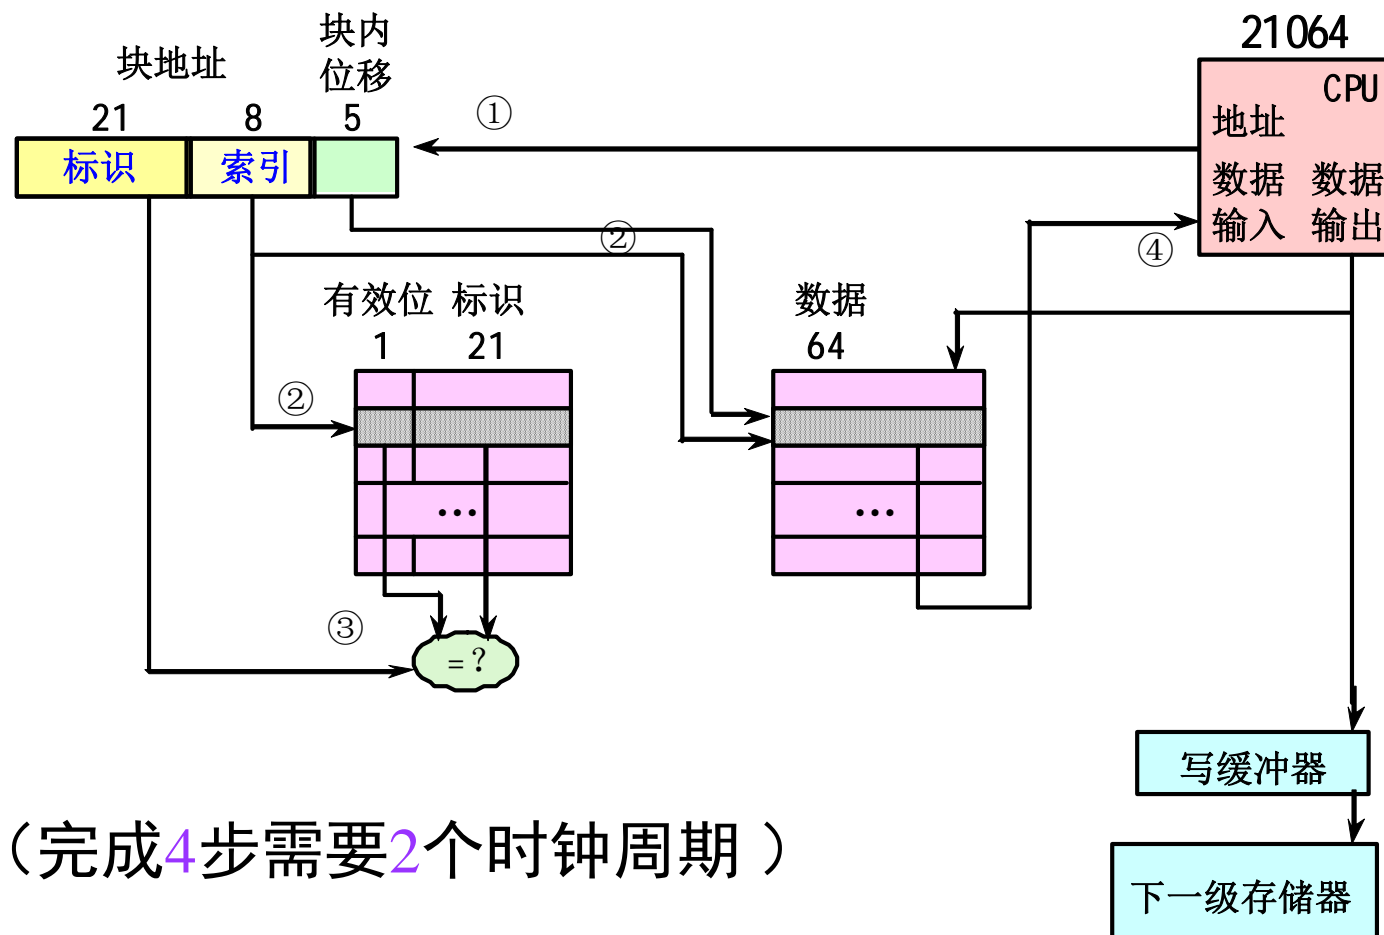 21064
块内
块地址
位移
CPU
21 8 5
①
地址
标识 索引
数据 数据
输入 输出
②
④
有效位 标识
数据
1 21
64
②
...
...
③
=?
写缓冲器
(完成4步需要2个时钟周期 )
下一级存储器